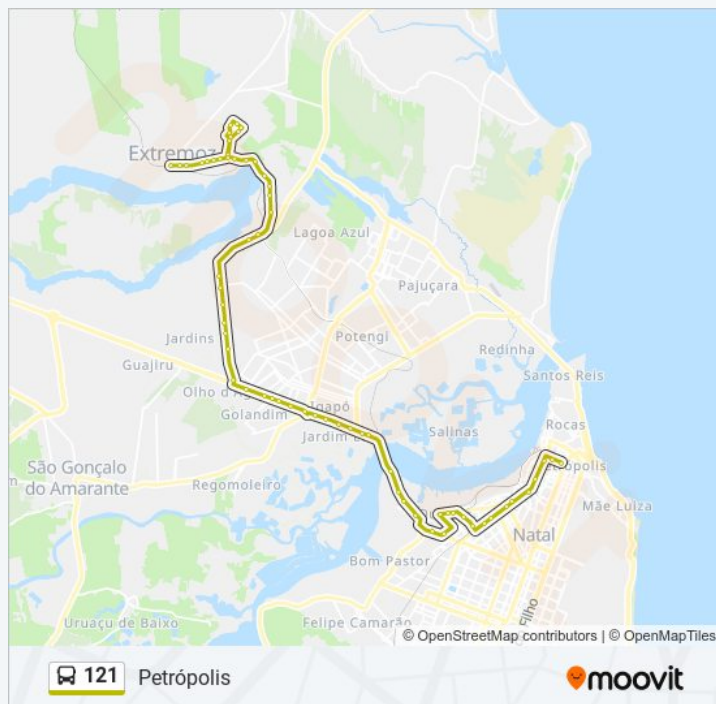 Extremoz
Lagoa Azul
Pajuçara
Jardins
Potengi
Redinha
Guajiru
Santos Reis
Olho d'Ág
Igapó
Golandim
Rocas
Jardim L
Salinas
São Gonçalo
do Amarante
Regomoleiro
Petrópolis
Mãe Luiza
Natal
Bom Pastor
Felipe Camarão
Uruaçu de Baixo
Filho
© OpenStreetMap contributors | © OpenMapTiles
121 Petrópolis
moovit